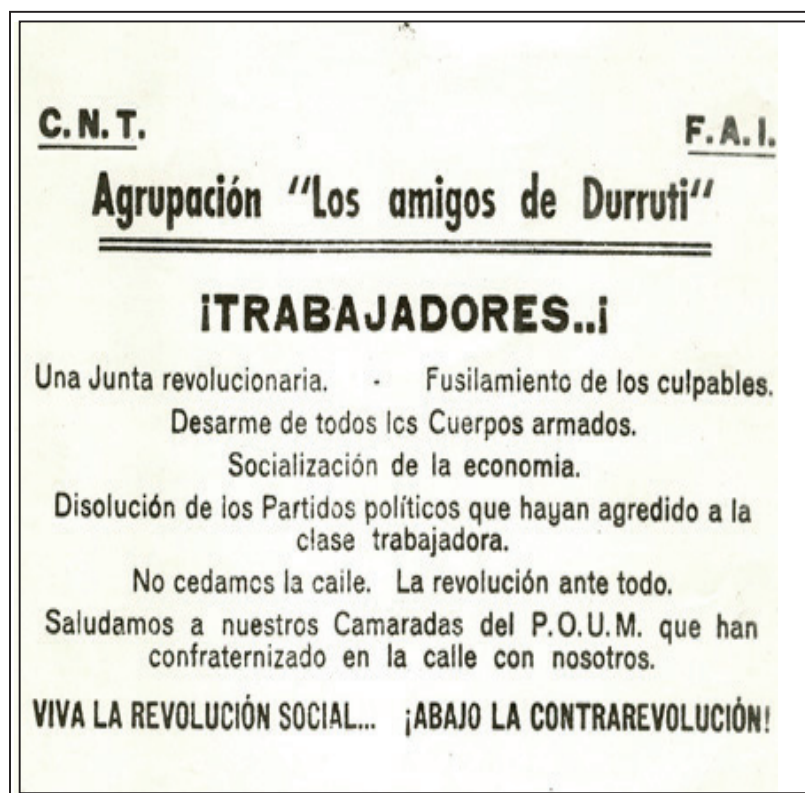 C. N. T. F. A. I.
Agrupación "Los amigos de Durruti"
¡TRABAJADORES..¡
Una Junta revolucionaria. - Fusilamiento de los culpables.
Desarme de todos lcs Cuerpos armados.
Socialización de la economia.
Disolución de los Partidos políticos que hayan agredido a la
clase trabajadora.
No cedamcs la caile. La revolución ante todo.
Saludamos a nuestros Camaradas del P.O.U.M. que han
confraternizado en la calle con nosotros.
VIVA LA REVOLUCIÓN SOCIAL... ¡ABAJO LA CONTRAREVOLUCIÓN!